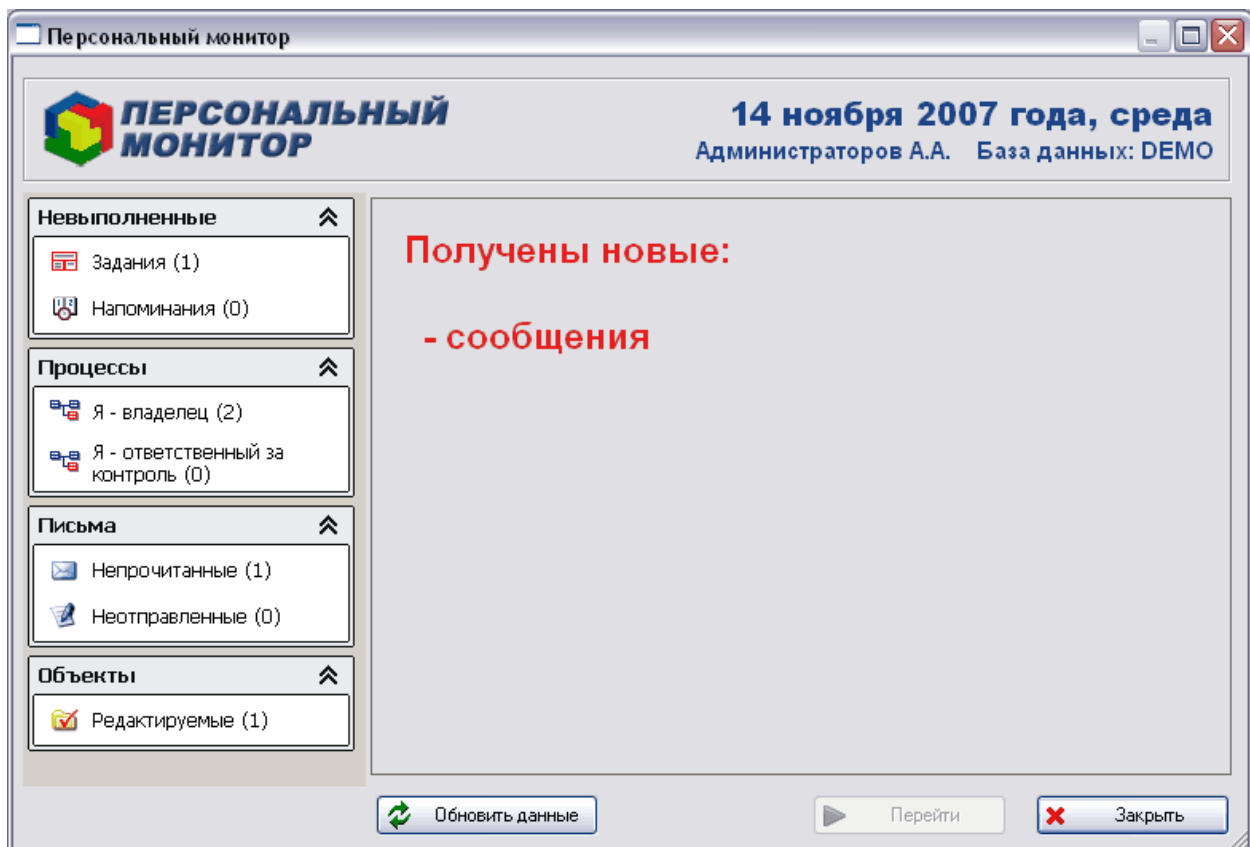 Персональный монитор
ПЕРСОНАЛЬНЫЙ
МОНИТОР
14 ноября 2007 года, среда
Администраторов А.А. База данных: DEMO
Невыполненные
Задания (1)
Напоминания (0)
Процессы
Я - владелец (2)
Я - ответственный за
контроль (0)
Письма
Непрочитанные (1)
Неотправленные (0)
Объекты
Редактируемые (1)
Получены новые:
- сообщения
Обновить данные
Перейти
Закрыть